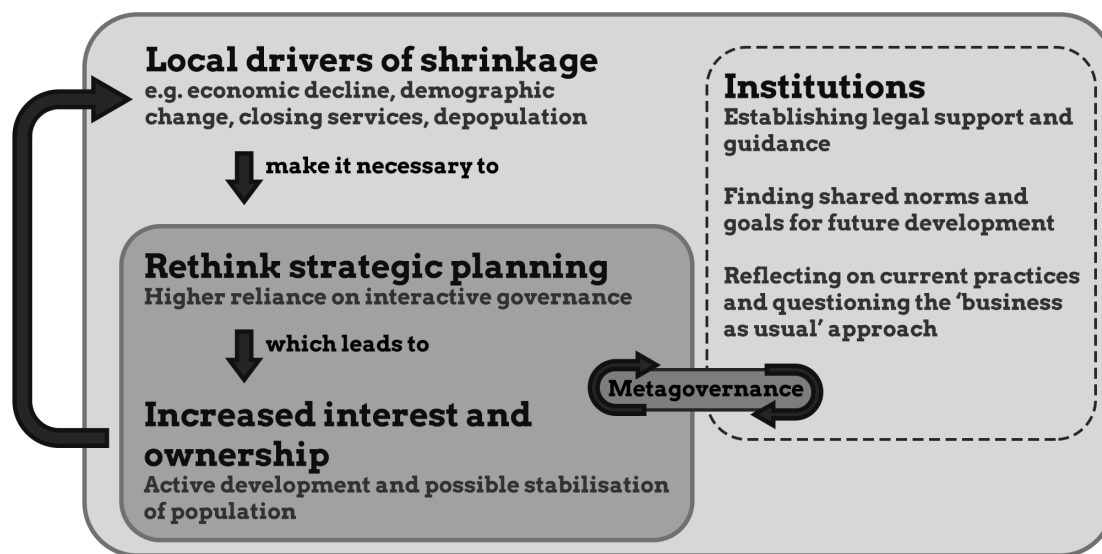 Local drivers of shrinkage
e.g. economic decline, demographic
change, closing services, depopulation
make it necessary to
Rethink strategic planning
Higher reliance on interactive governance
which leads to
Increased interest and
ownership
Active development and possible stabilisation
of population
Metagovernance
Institutions
Establishing legal support and
guidance
Finding shared norms and
goals for future development
Reflecting on current practices
and questioning the ‘business
as usual’ approach